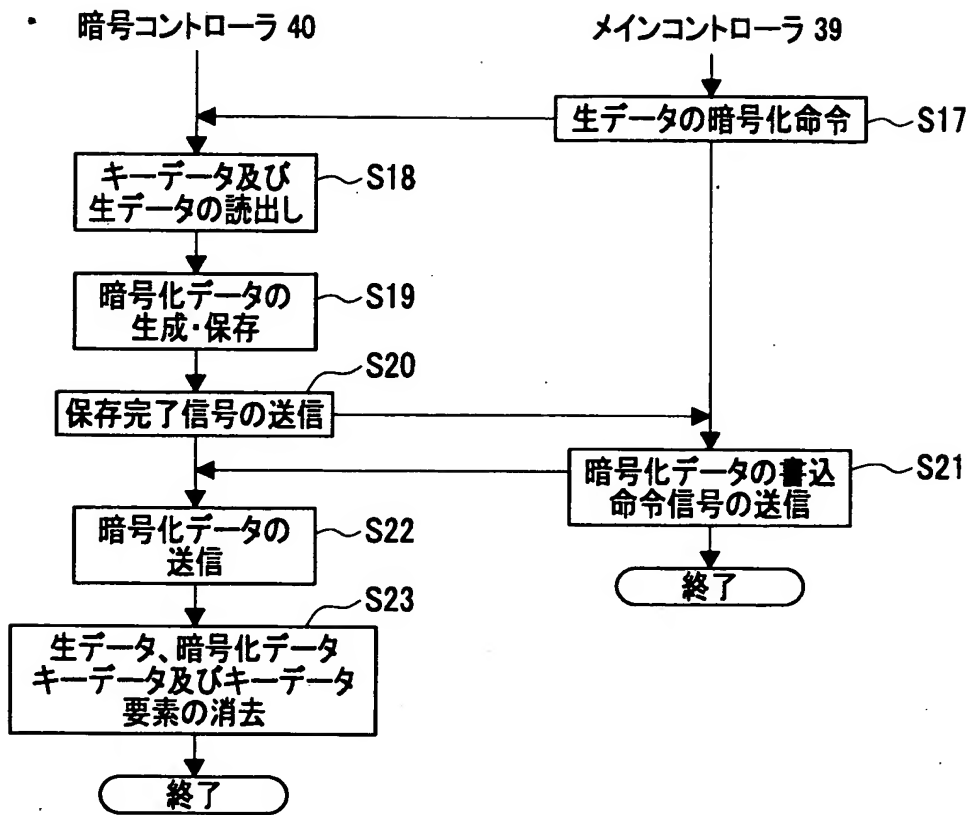 暗号コントローラ 40
メインコントローラ 39
生データの暗号化命令
S17
キーデータ及び
生データの読出し
S18
暗号化データの
生成・保存
S19
S20
保存完了信号の送信
暗号化データの書込
命令信号の送信
S21
暗号化データの
送信
S22
終了
S23
生データ、暗号化データ
キーデータ及びキーデータ
要素の消去
終了